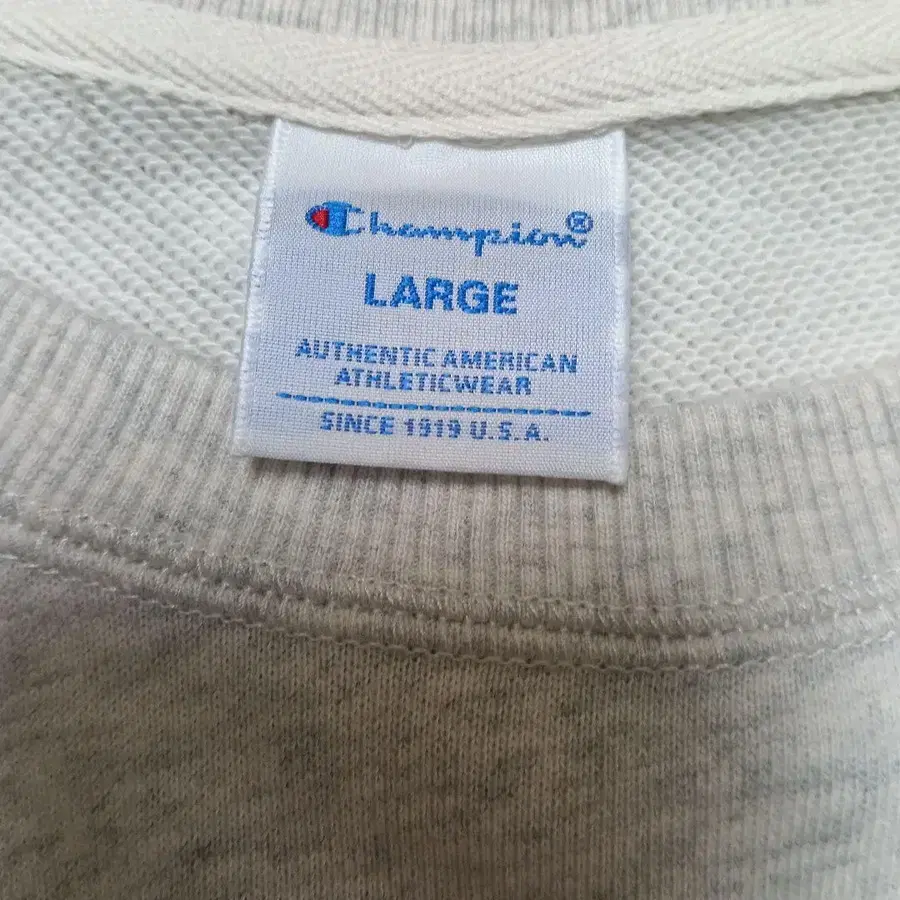 Champion®
LARGE
AUTHENTIC AMERICAN
ATHLETICWEAR
SINCE 1919 U.S.A.